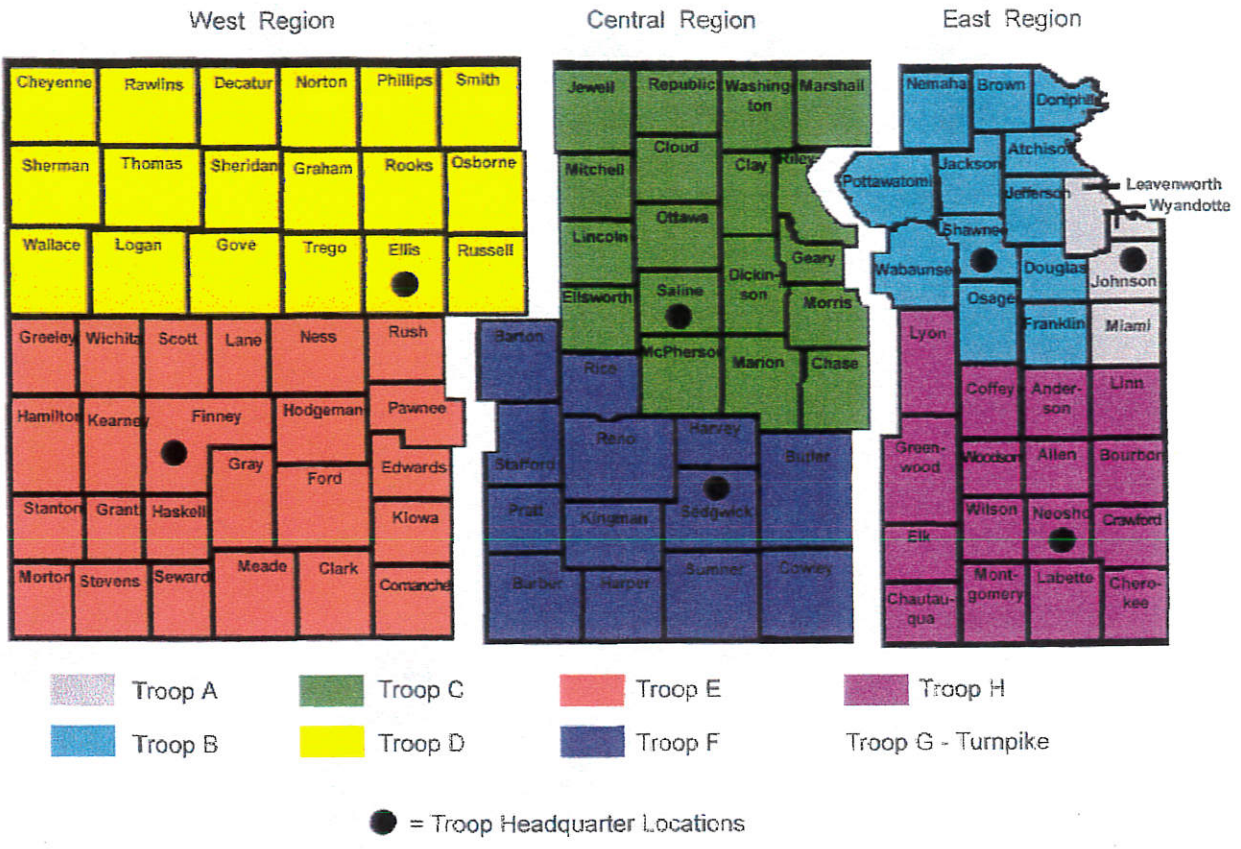 West Region
Central Region
East Region
Cheyenne
Rawlins
Decatur
Norton
Phillips
Smith
Sherman
Thomas
Sheridan
Graham
Rooks
Osborne
Wallace
Logan
Gove
Trego
Ellis
Russell
Greeley
Wichita
Scott
Lane
Ness
Rush
Hamilton
Kearney
Finney
Hodgeman
Pawnee
Gray
Ford
Edwards
Stanton
Grant
Haskell
Kiowa
Morton
Stevens
Seward
Meade
Clark
Comanche
Jewell
Republic
Washing
ton
Marshall
Mitchell
Cloud
Clay
Riley
Lincoln
Ottawa
Geary
Ellsworth
Saline
Dickin-
son
Morris
McPherso
Marion
Chase
Barton
Rice
Stafford
Reno
Harvey
Butler
Pratt
Kingman
Sedgwick
Barber
Harper
Sumner
Cowley
Nemaha
Brown
Doniph
Pottawatomi
Jackson
Atchiso
Jefferson
Leavenworth
Wyandotte
Shawnee
Wabaunse
Douglas
Johnson
Osage
Franklin
Miami
Lyon
Coffey
Ander-
son
Linn
Green-
wood
Woodson
Allen
Bourbon
Elk
Wilson
Neosho
Crawford
Chautau-
qua
Mont-
gomery
Labette
Chero-
kee
Troop A
Troop C
Troop E
Troop H
Troop B
Troop D
Troop F
Troop G - Turnpike
= Troop Headquarter Locations